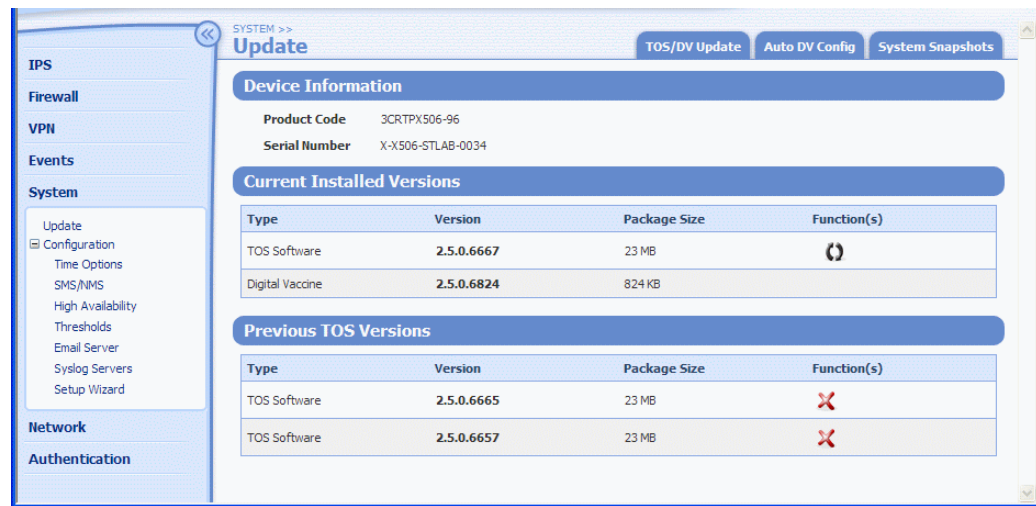 IPS
Firewall
VPN
Events
System
Update
Configuration
Time Options
SMS/NMS
High Availability
Thresholds
Email Server
Syslog Servers
Setup Wizard
Network
Authentication
SYSTEM >>
Update
TOS/DV Update Auto DV Config System Snapshots
Device Information
Product Code 3CRTPX506-96
Serial Number X-X506-STLAB-0034
Current Installed Versions
Type Version Package Size Function(s)
TOS Software 2.5.0.6667 23 MB
Digital Vaccine 2.5.0.6824 824 KB
Previous TOS Versions
Type Version Package Size Function(s)
TOS Software 2.5.0.6665 23 MB
TOS Software 2.5.0.6657 23 MB